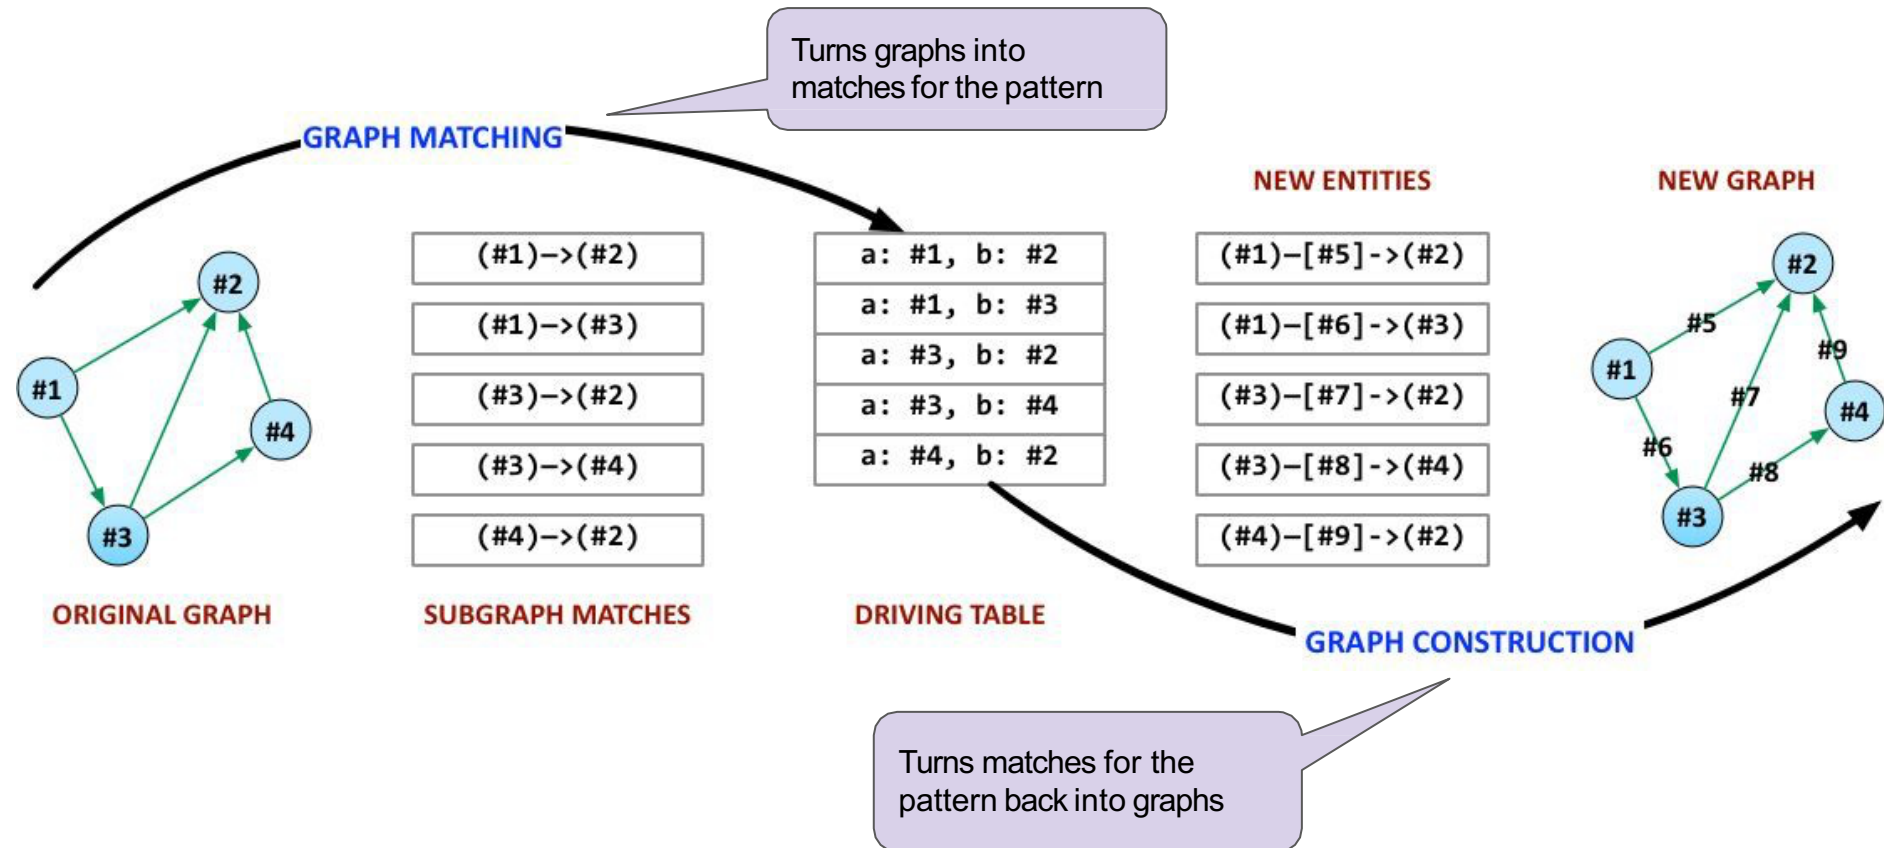 Turns graphs into
matches for the pattern
GRAPH MATCHING
#2
#1
#4
#3
ORIGINAL GRAPH
(#1)—>(#2)
(#1)—>(#3)
(#3)—>(#2)
(#3)—>(#4)
(#4)—>(#2)
SUBGRAPH MATCHES
a: #1, b: #2
a: #1, b: #3
a: #3, b: #2
a: #3, b: #4
a: #4, b: #2
DRIVING TABLE
NEW ENTITIES
(#1)—[#5]->(#2)
(#1)—[#6]->(#3)
(#3)—[#7]->(#2)
(#3)—[#8]->(#4)
(#4)—[#9]->(#2)
NEW GRAPH
#2
#5
#9
#1
#7
#4
#6
#8
#3
GRAPH CONSTRUCTION
Turns matches for the
pattern back into graphs